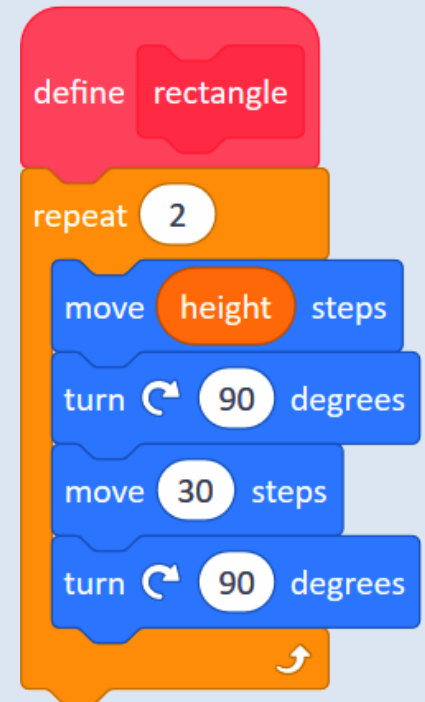 define rectangle
repeat 2
move height steps
turn 90 degrees
move 30 steps
turn 90 degrees